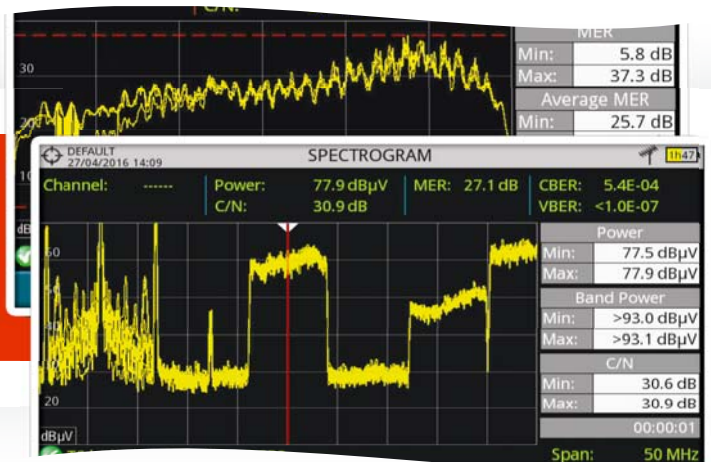 C/N:
30
20
10
dB
MER
Min: 5.8 dB
Max: 37.3 dB
Average MER
Min: 25.7 dB
DEFAULT
27/04/2016 14:09
SPECTROGRAM
1h47
Channel: ------
Power: 77.9 dBµV
C/N: 30.9 dB
MER: 27.1 dB
CBER: 5.4E-04
VBER: <1.0E-07
60
50
40
20
dBµV
Power
Min: 77.5 dBµV
Max: 77.9 dBµV
Band Power
Min: >93.0 dBµV
Max: >93.1 dBµV
C/N
Min: 30.6 dB
Max: 30.9 dB
00:00:01
Span: 50 MHz